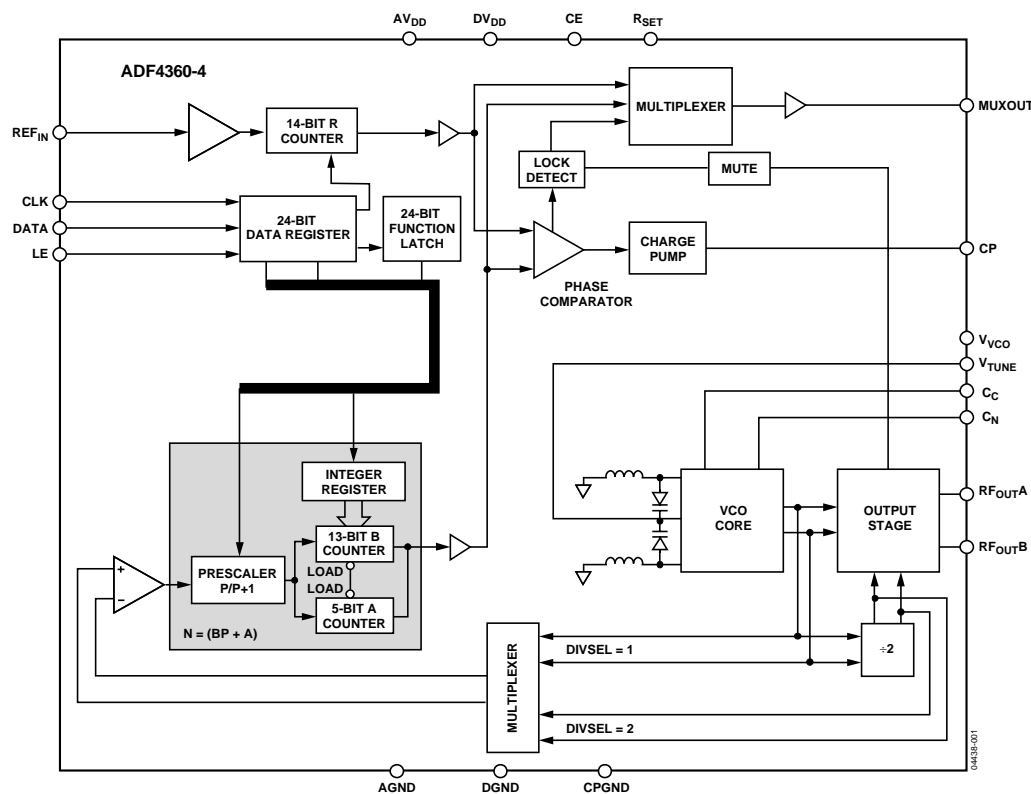 AVDD DVDD CE RSET
ADF4360-4
MULTIPLEXER
MUXOUT
REFIN
14-BIT R
COUNTER
LOCK
DETECT
MUTE
CLK
DATA
LE
24-BIT
DATA REGISTER
24-BIT
FUNCTION
LATCH
CHARGE
PUMP
CP
PHASE
COMPARATOR
VVCO
VTUNE
CC
CN
INTEGER
REGISTER
13-BIT B
COUNTER
LOAD
LOAD
5-BIT A
COUNTER
PRESCALER
P/P+1
+
−
N = (BP + A)
VCO
CORE
OUTPUT
STAGE
RFOUTA
RFOUTB
MULTIPLEXER
DIVSEL = 1
DIVSEL = 2
÷2
AGND DGND CPGND
04438-001